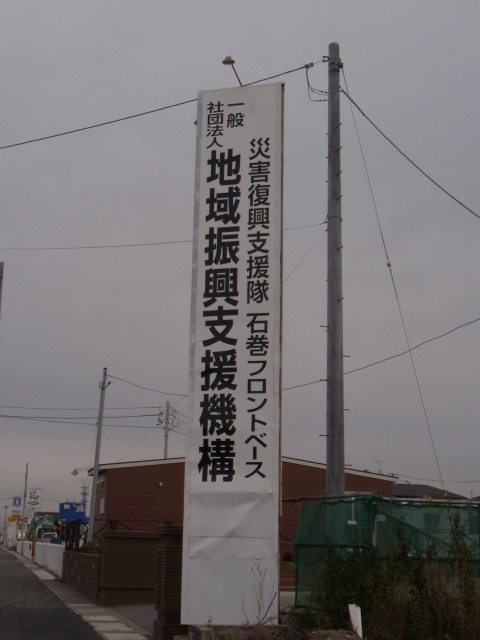 災害復興支援隊 石巻フロントベース
一般
社団法人
地域振興支援機構